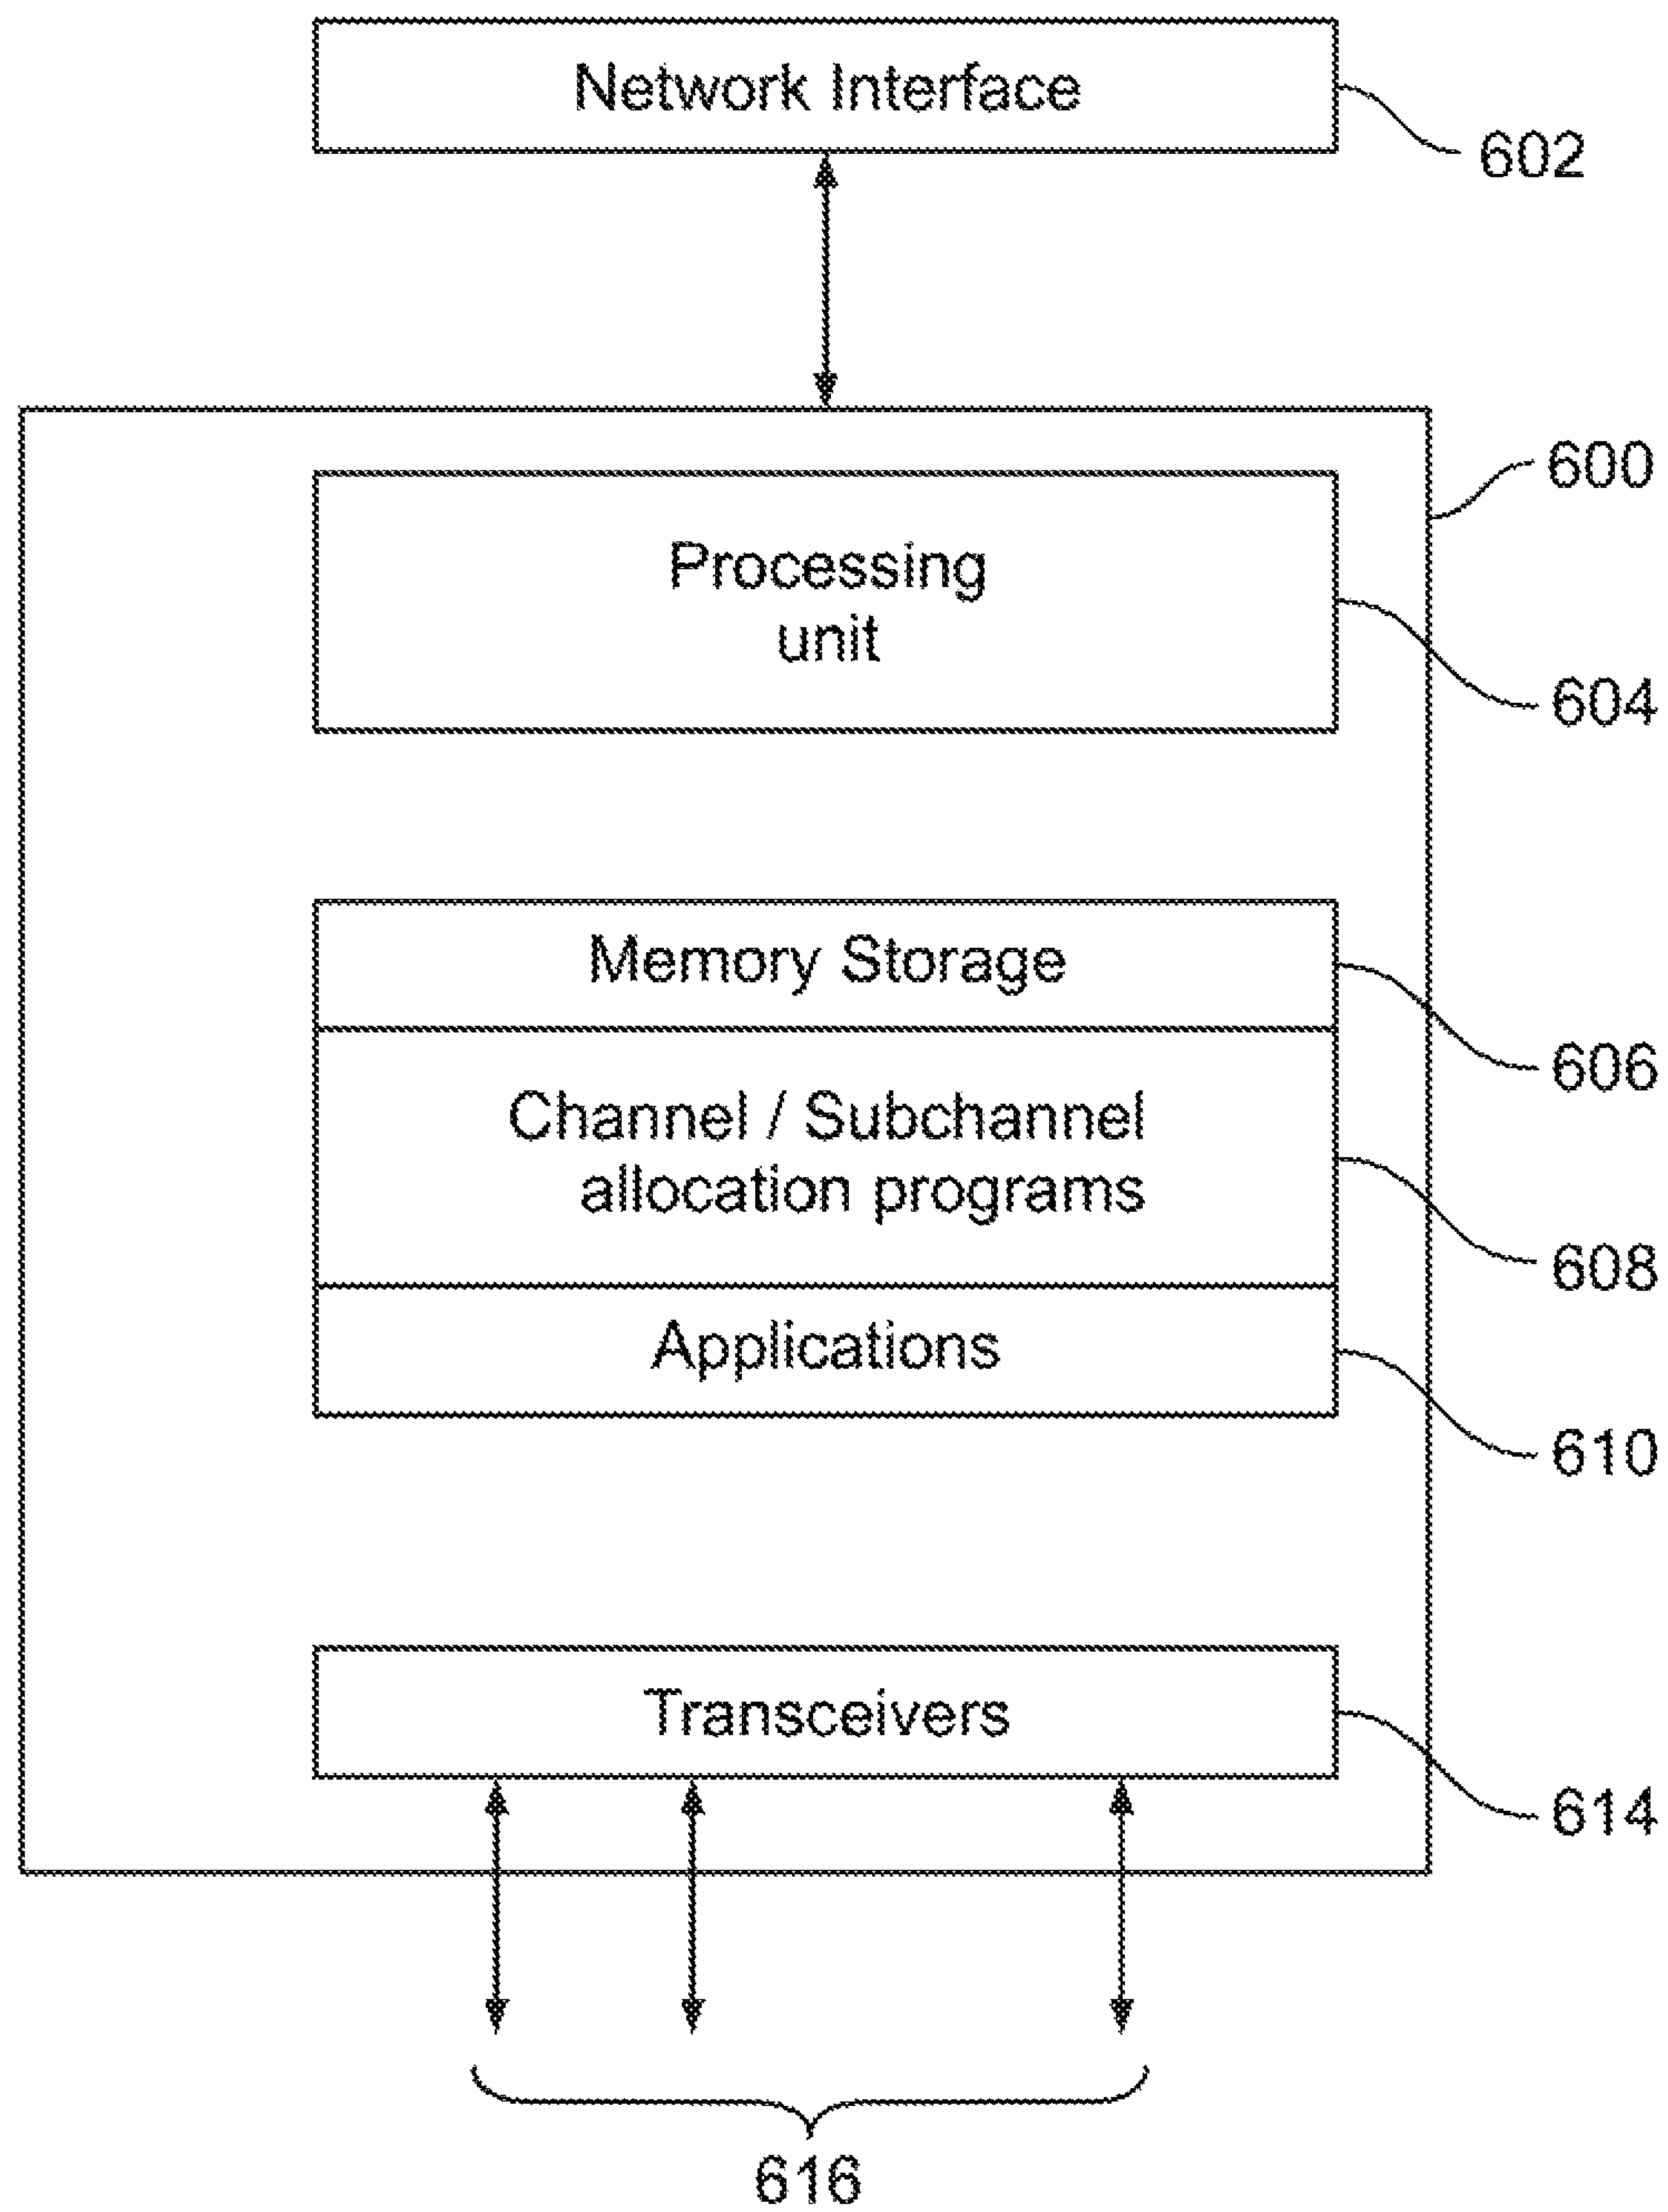 Network Interface
602
600
Processing
unit
604
Memory Storage
606
Channel / Subchannel
allocation programs
608
Applications
610
Transceivers
614
616